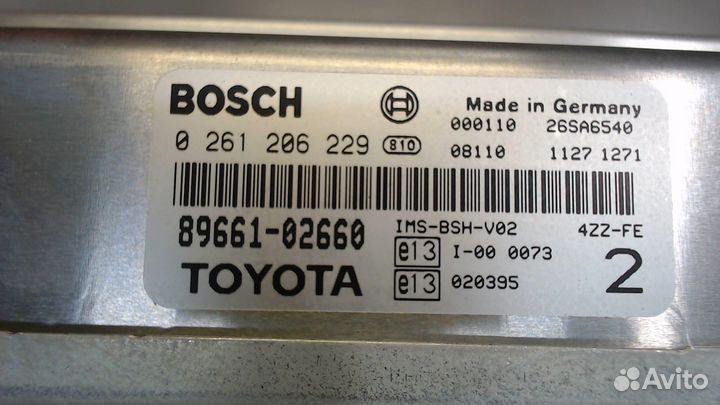 BOSCH
Made in Germany
000110 26SA6540
0 261 206 229 810
08110 1127 1271
89661-02660
IMS-BSH-V02 4ZZ-FE
e13 I-00 0073
TOYOTA
e13 020395
2
Avito